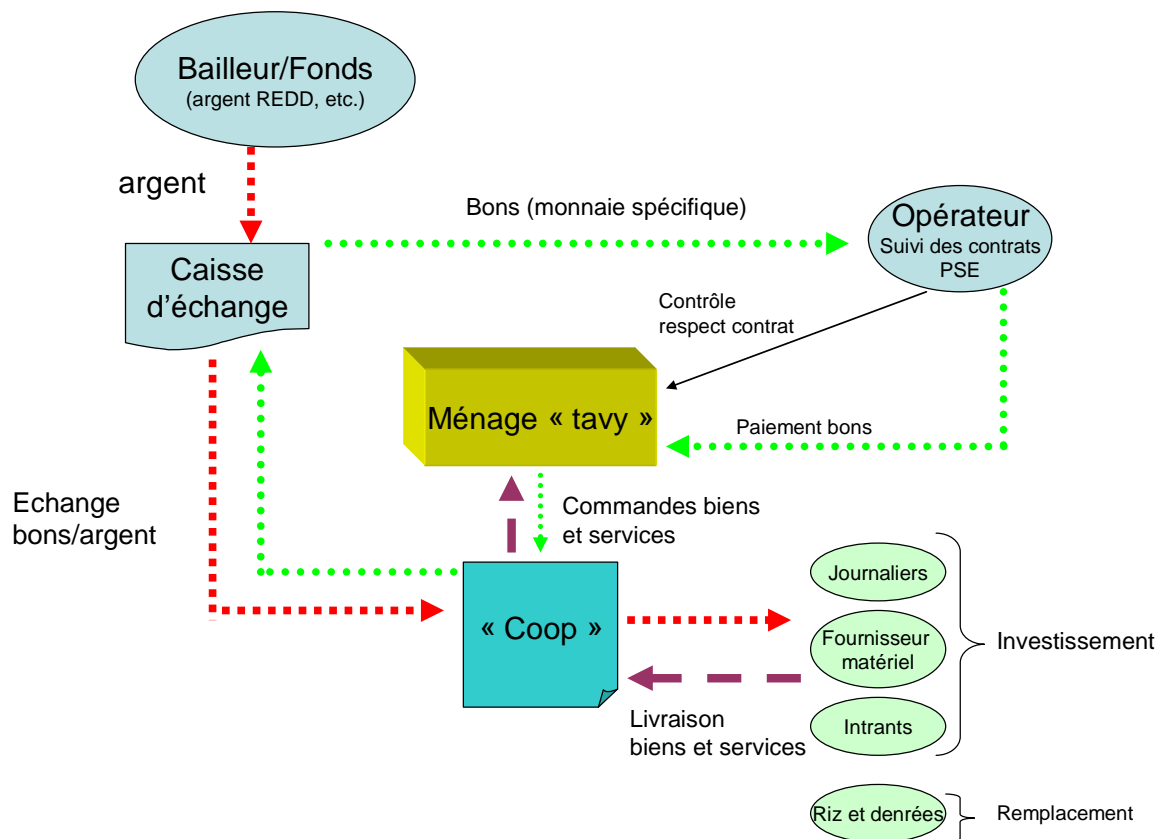 Bailleur/Fonds
(argent REDD, etc.)
argent
Bons (monnaie spécifique)
Opérateur
Suivi des contrats
PSE
Caisse
d'échange
Contrôle
respect contrat
Ménage « tavy »
Paiement bons
Echange
bons/argent
Commandes biens
et services
« Coop »
Journaliers
Fournisseur
matériel
Intrants
Investissement
Livraison
biens et services
Riz et denrées
Remplacement